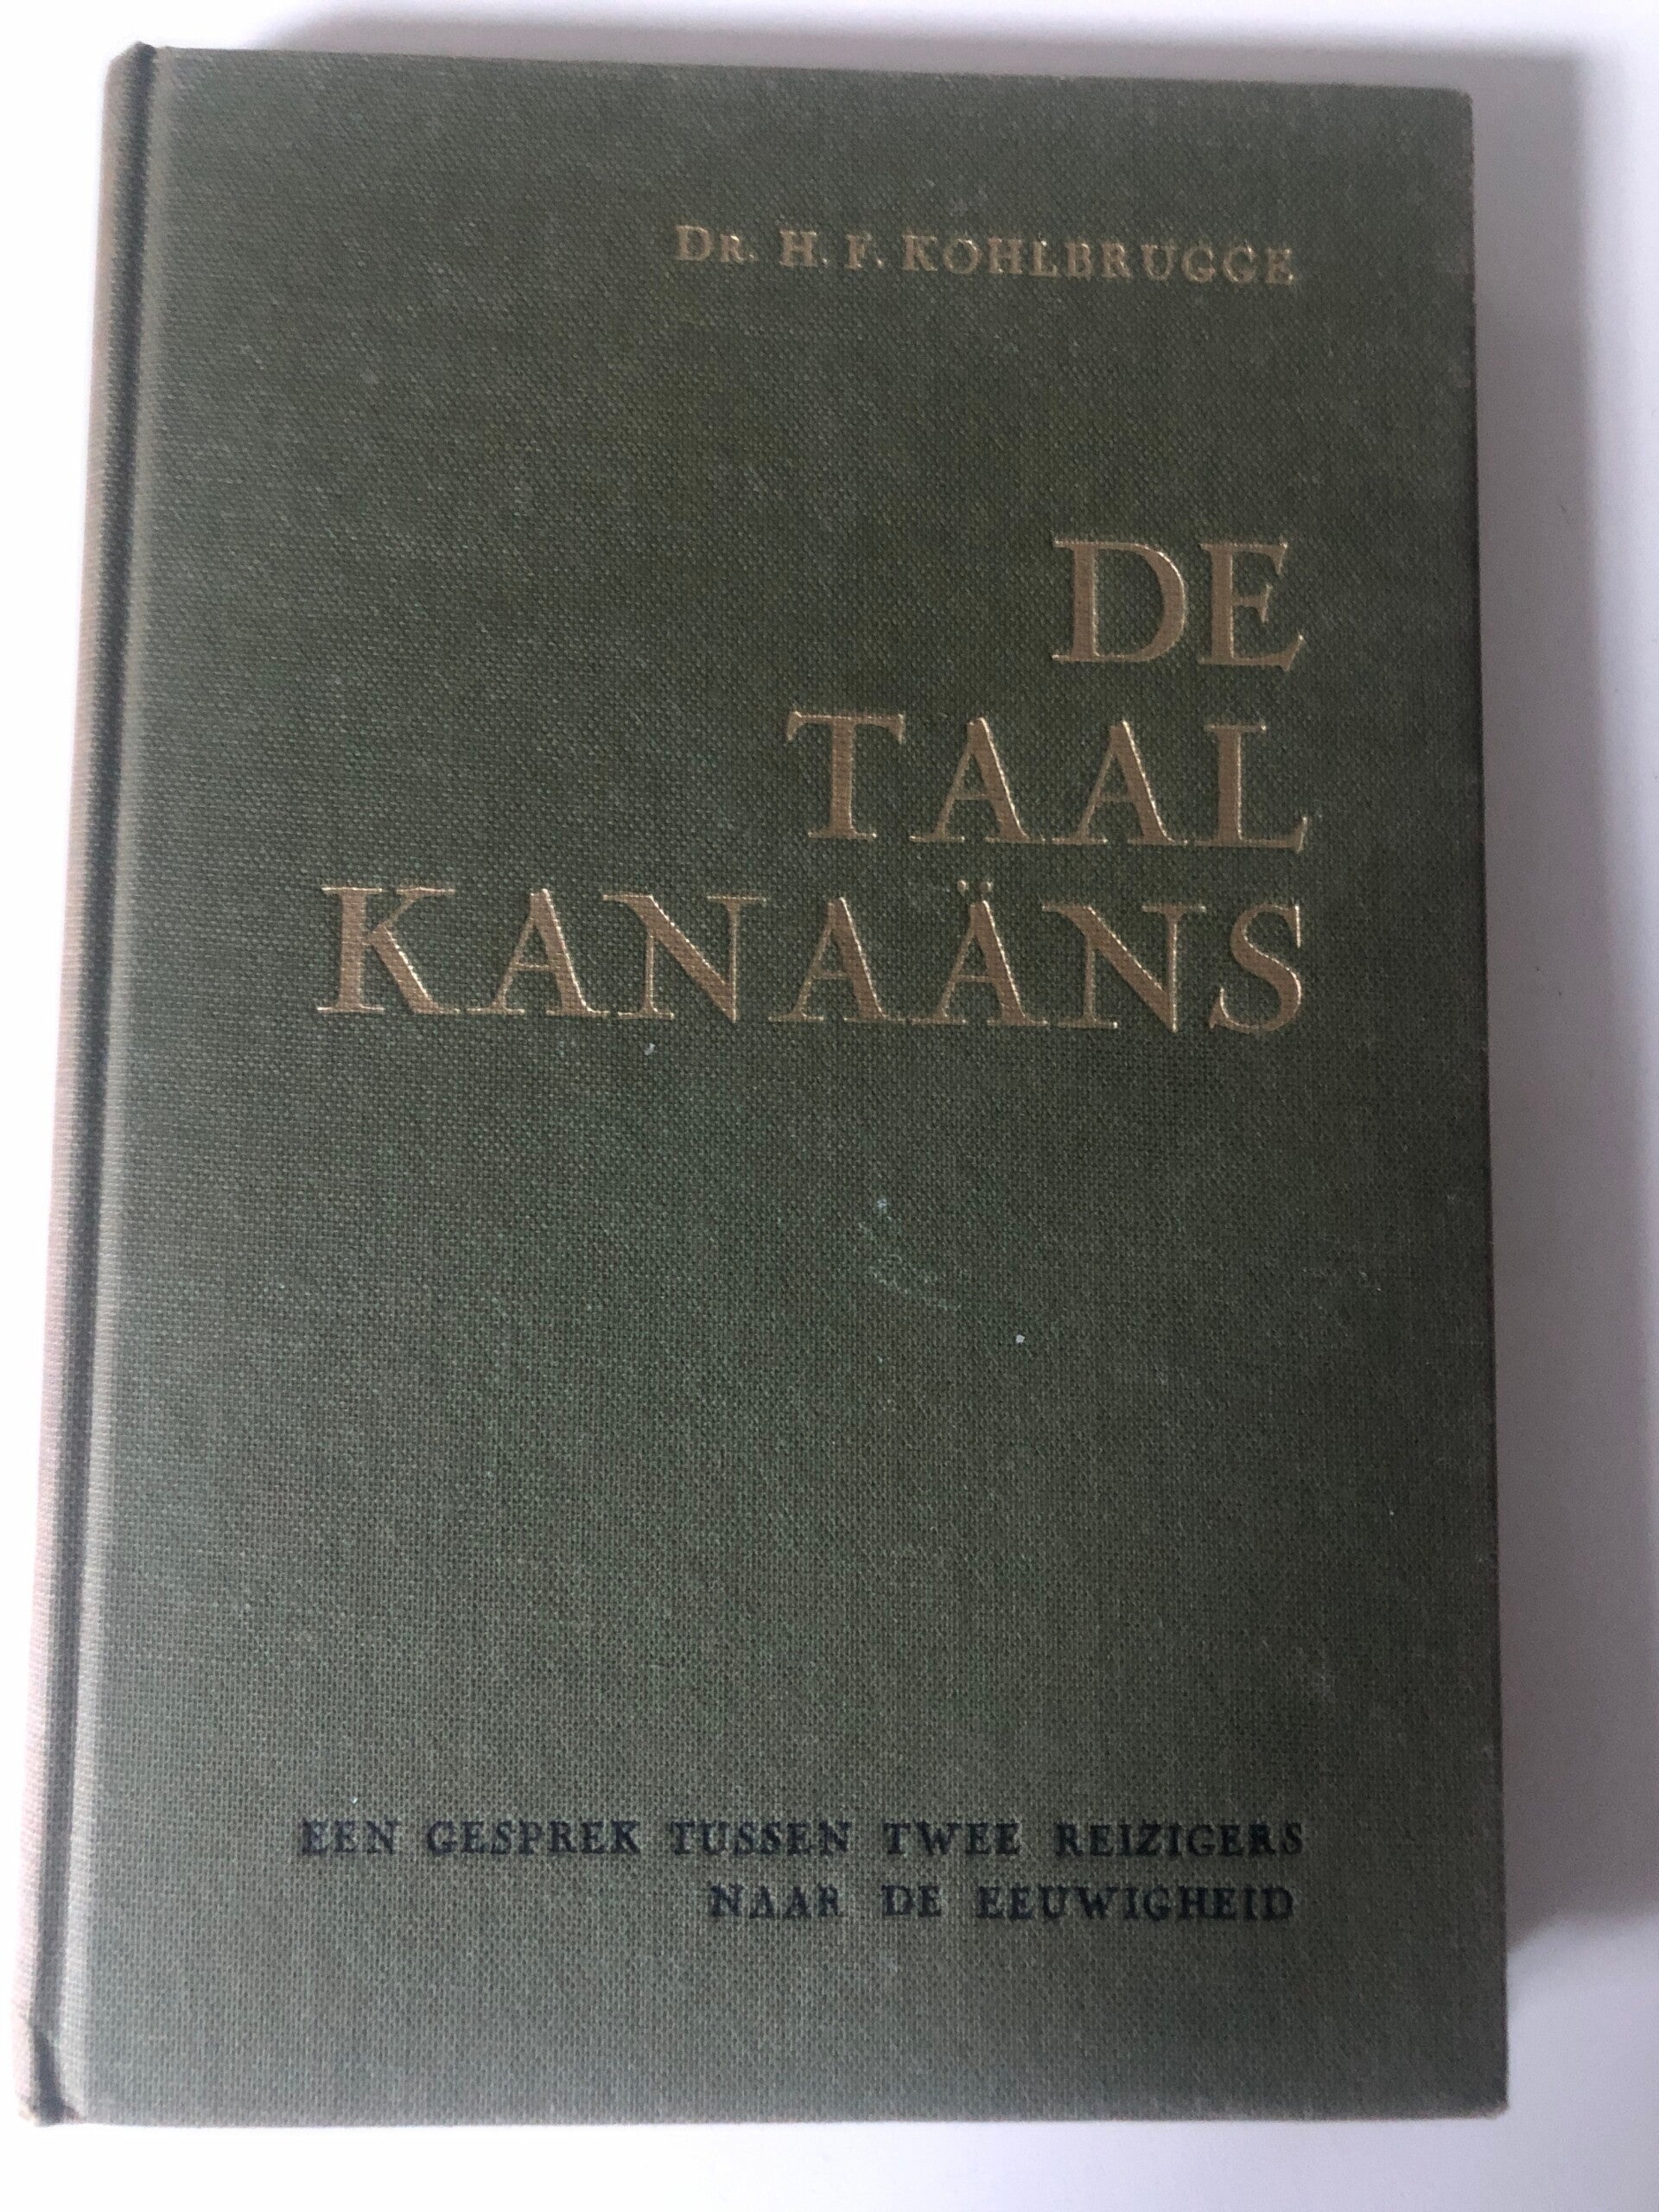 DR. H. F. KOHLBRUGGE
DE
TAAL
KANAÄNS
EEN GESPREK TUSSEN TWEE REIZIGERS
NAAR DE EEUWIGHEID